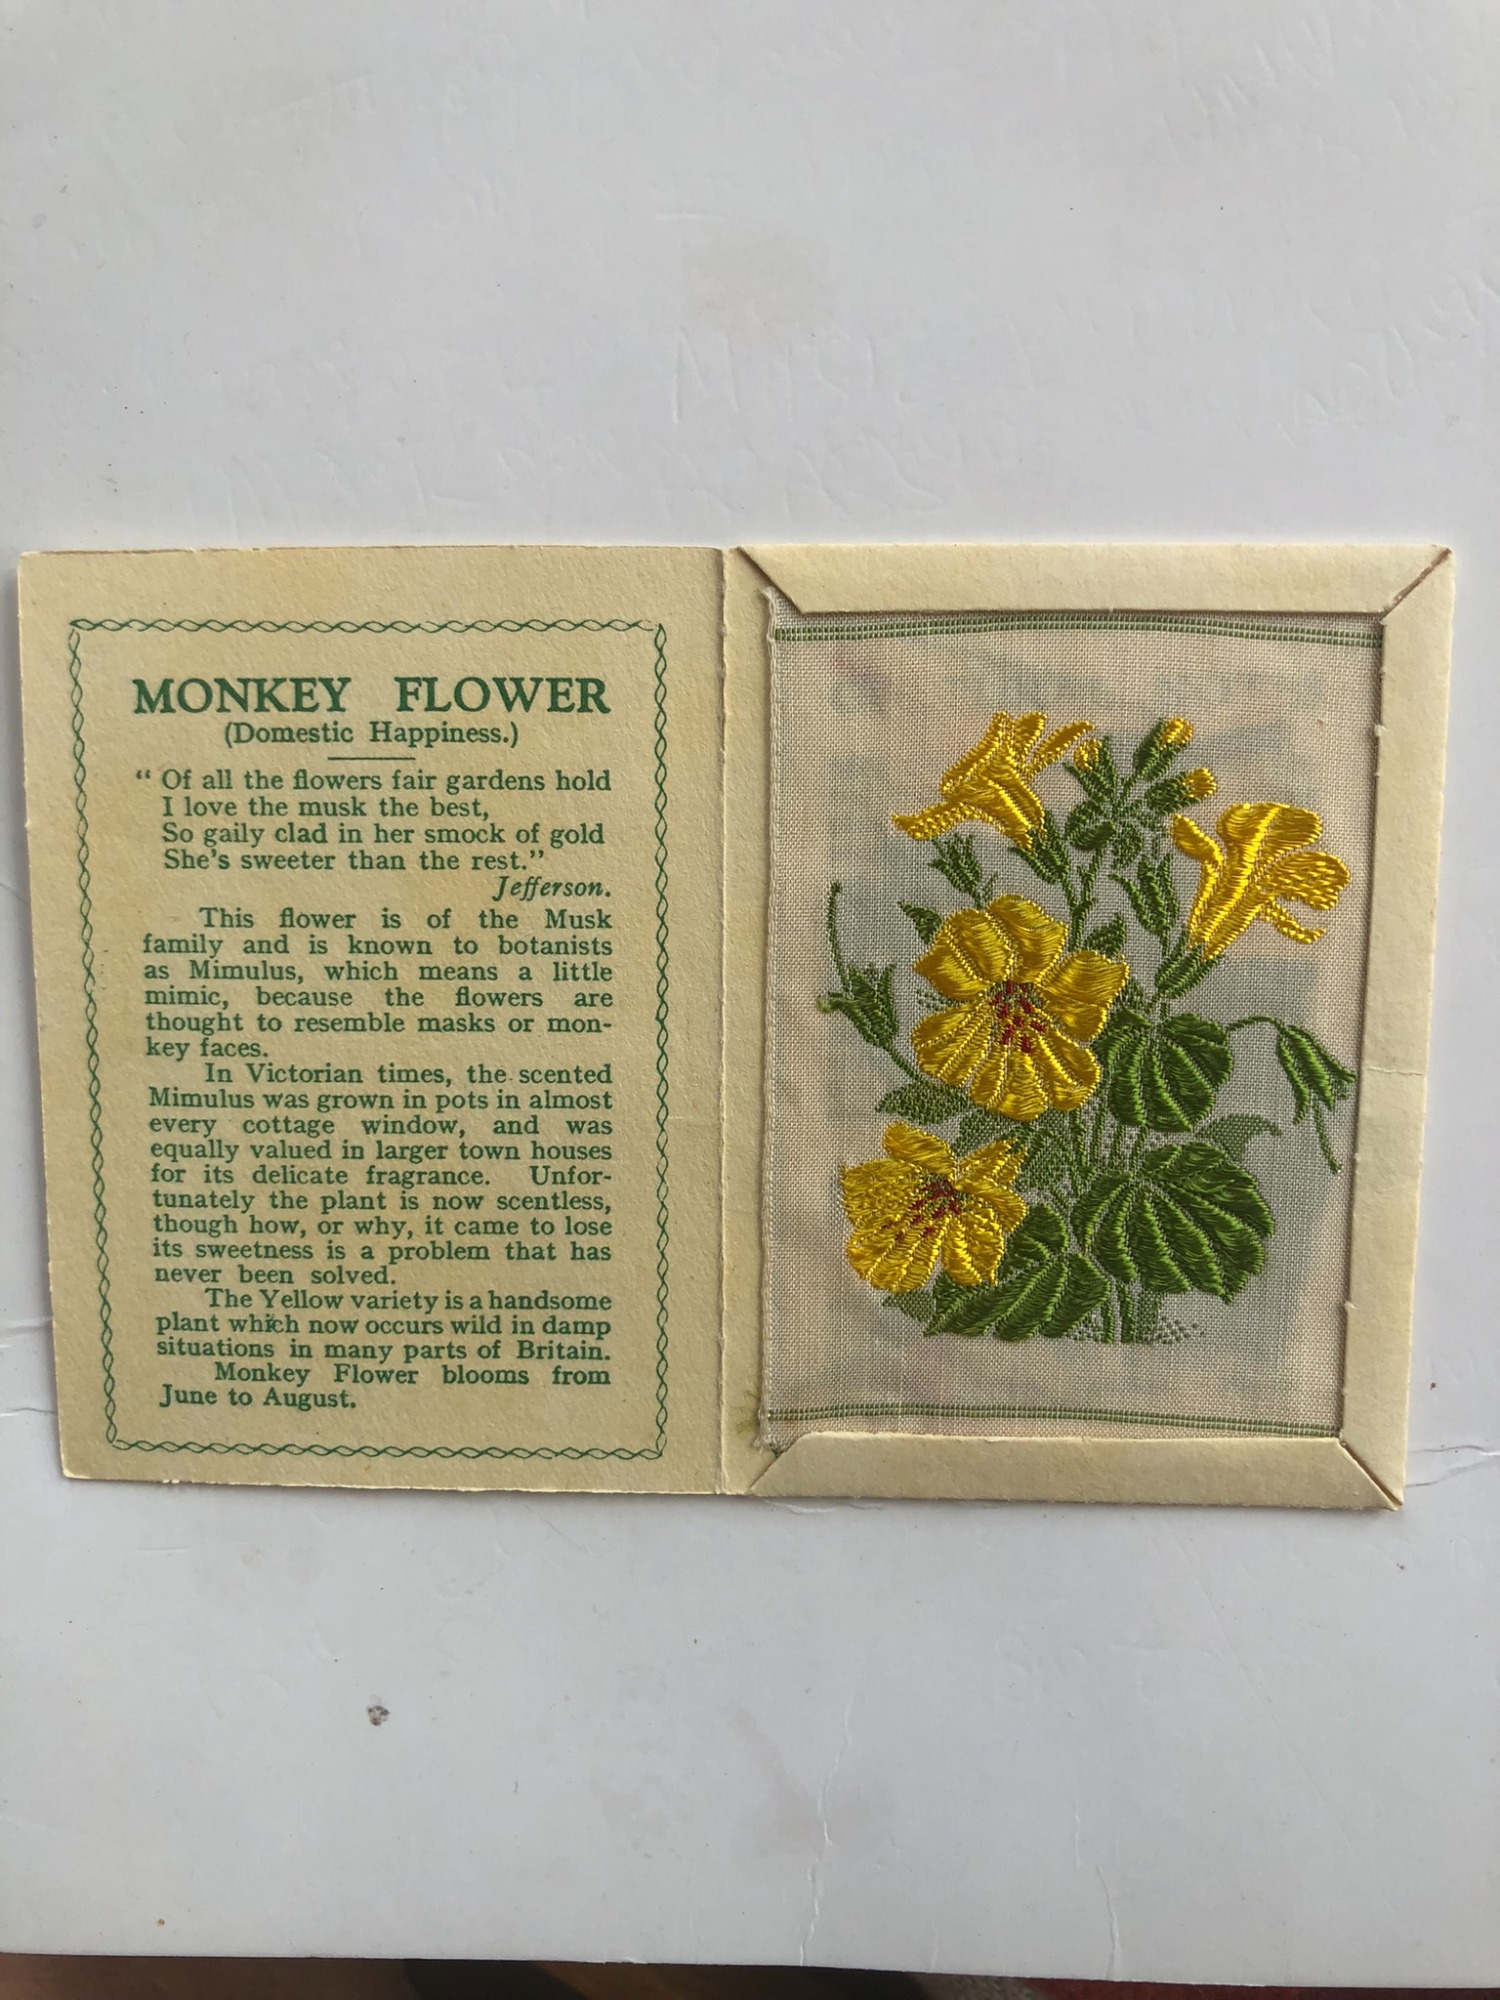 MONKEY FLOWER
(Domestic Happiness.)
“ Of all the flowers fair gardens hold
I love the musk the best,
So gaily clad in her smock of gold
She's sweeter than the rest.”
Jefferson.
This flower is of the Musk
family and is known to botanists
as Mimulus, which means a little
mimic, because the flowers are
thought to resemble masks or mon-
key faces.
In Victorian times, the scented
Mimulus was grown in pots in almost
every cottage window, and was
equally valued in larger town houses
for its delicate fragrance. Unfor-
tunately the plant is now scentless,
though how, or why, it came to lose
its sweetness is a problem that has
never been solved.
The Yellow variety is a handsome
plant which now occurs wild in damp
situations in many parts of Britain.
Monkey Flower blooms from
June to August.